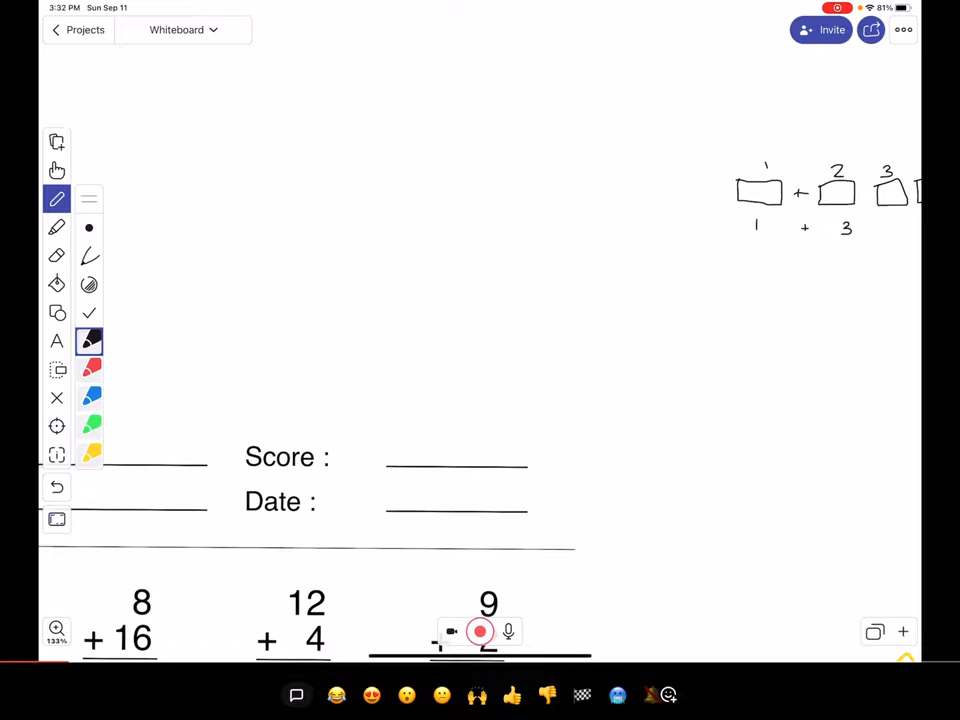 3:32 PM Sun Sep 11
81%
Projects
Whiteboard
Invite
1 2 3
+
1 + 3
A
Score :
Date :
8 12 9
+ 16 + 4
133%